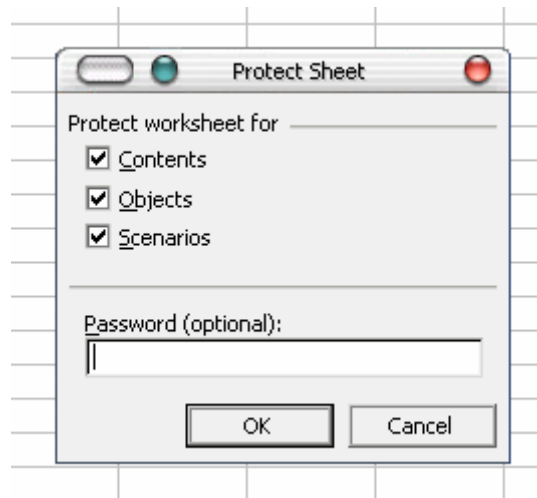 Protect Sheet
Protect worksheet for
Contents
Objects
Scenarios
Password (optional):
OK
Cancel